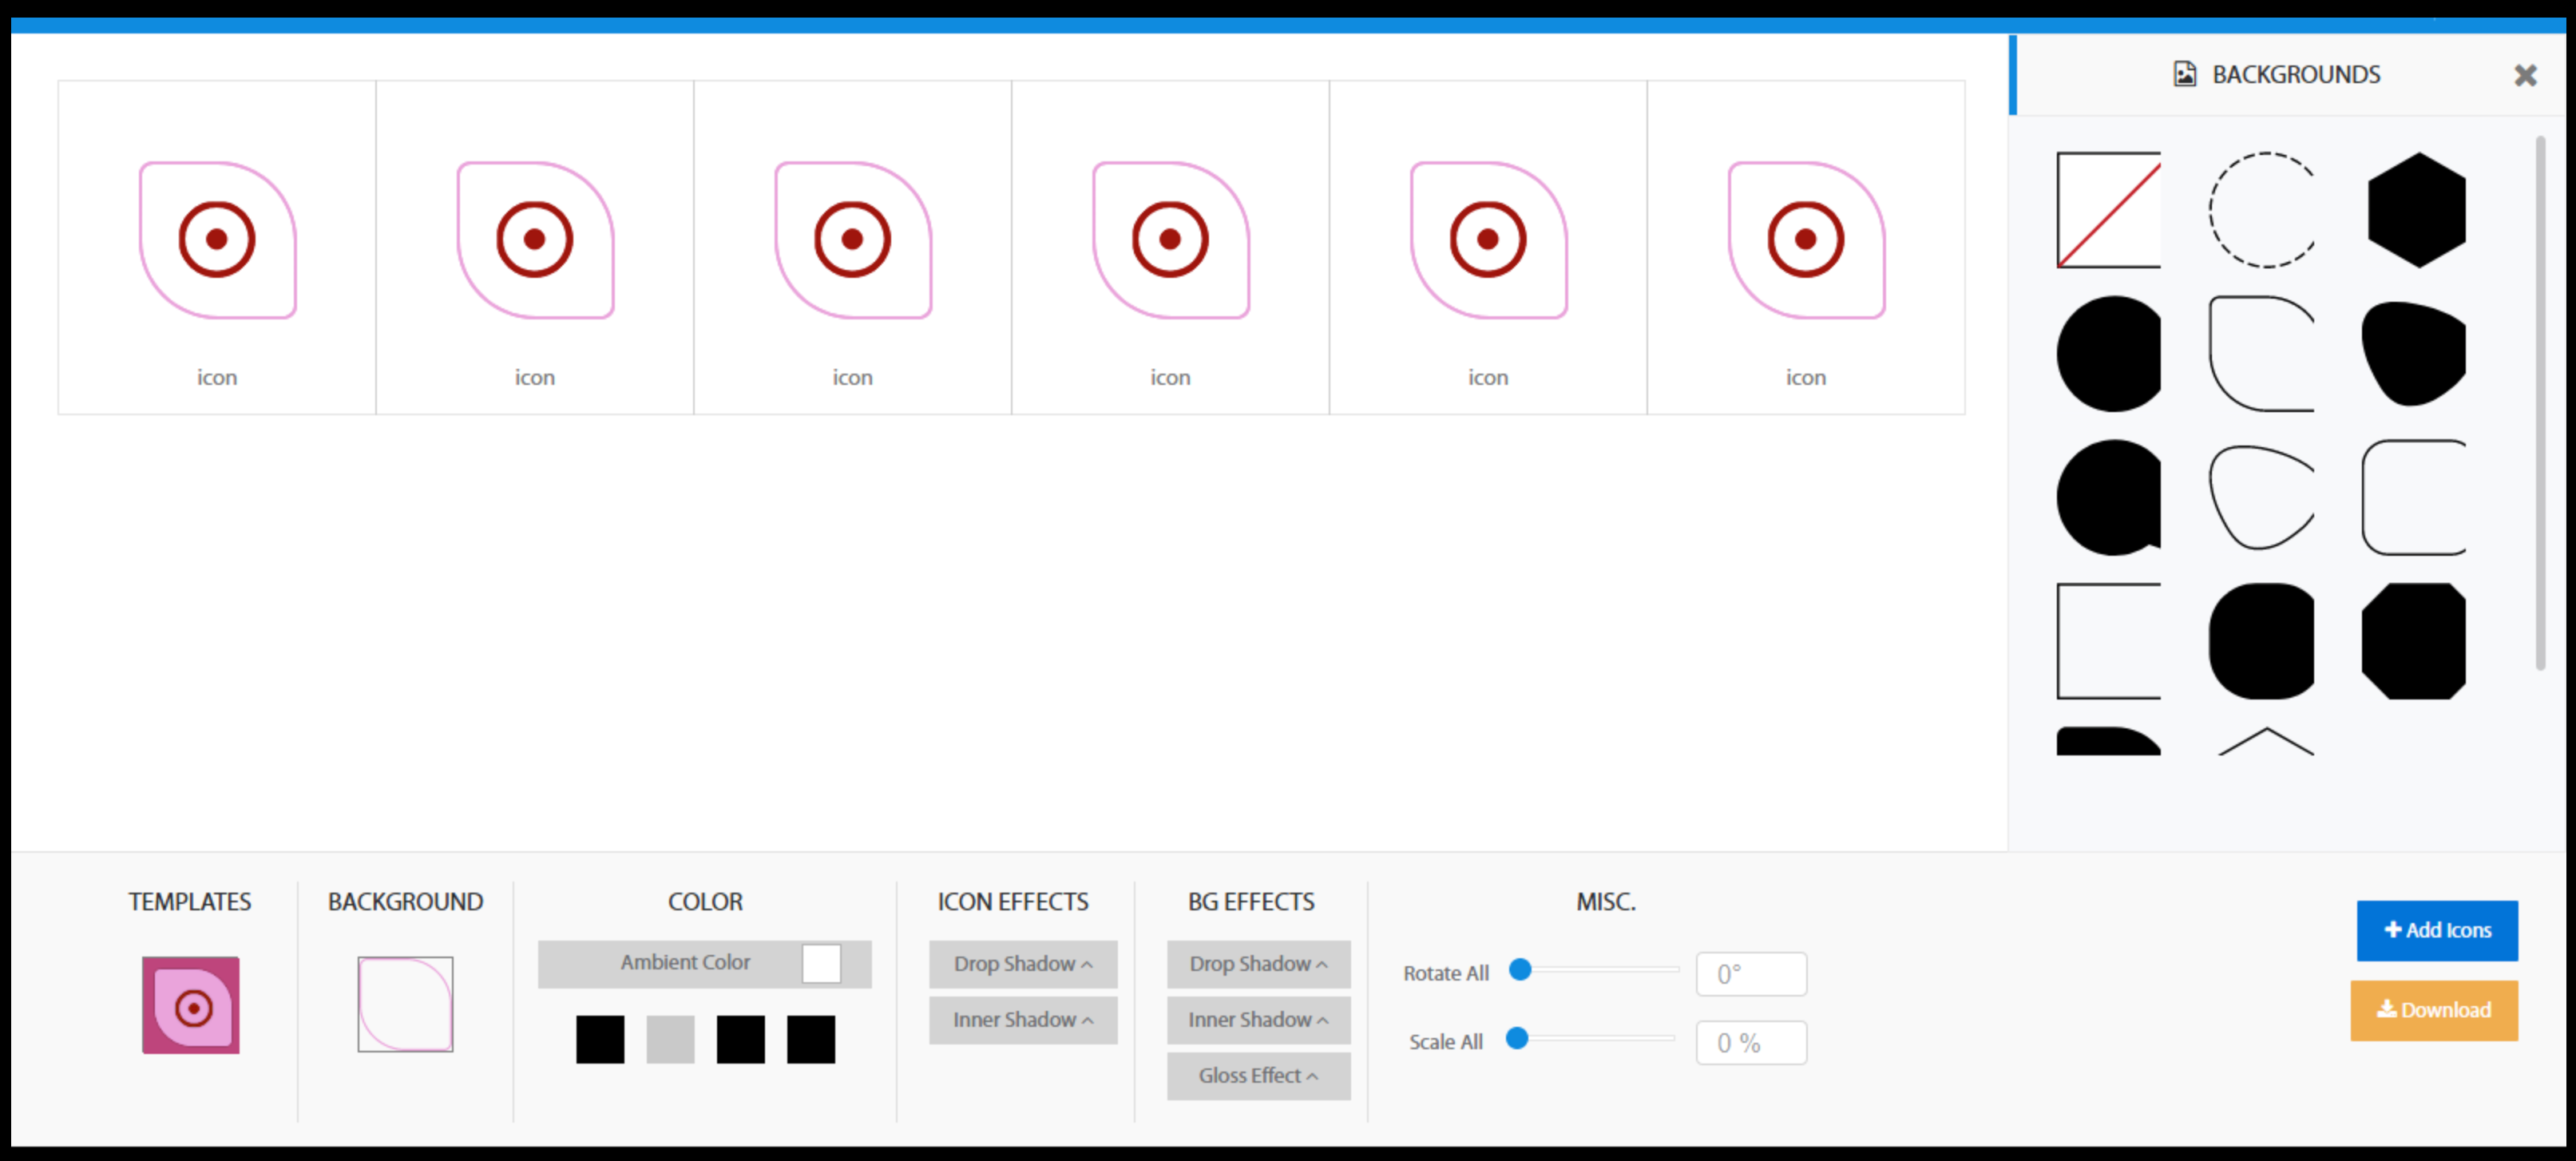 BACKGROUNDS
icon icon icon icon icon icon
TEMPLATES BACKGROUND COLOR ICON EFFECTS BG EFFECTS MISC.
Add Icons
Ambient Color Drop Shadow Drop Shadow Rotate All 0°
Download
Inner Shadow Inner Shadow Scale All 0 %
Gloss Effect